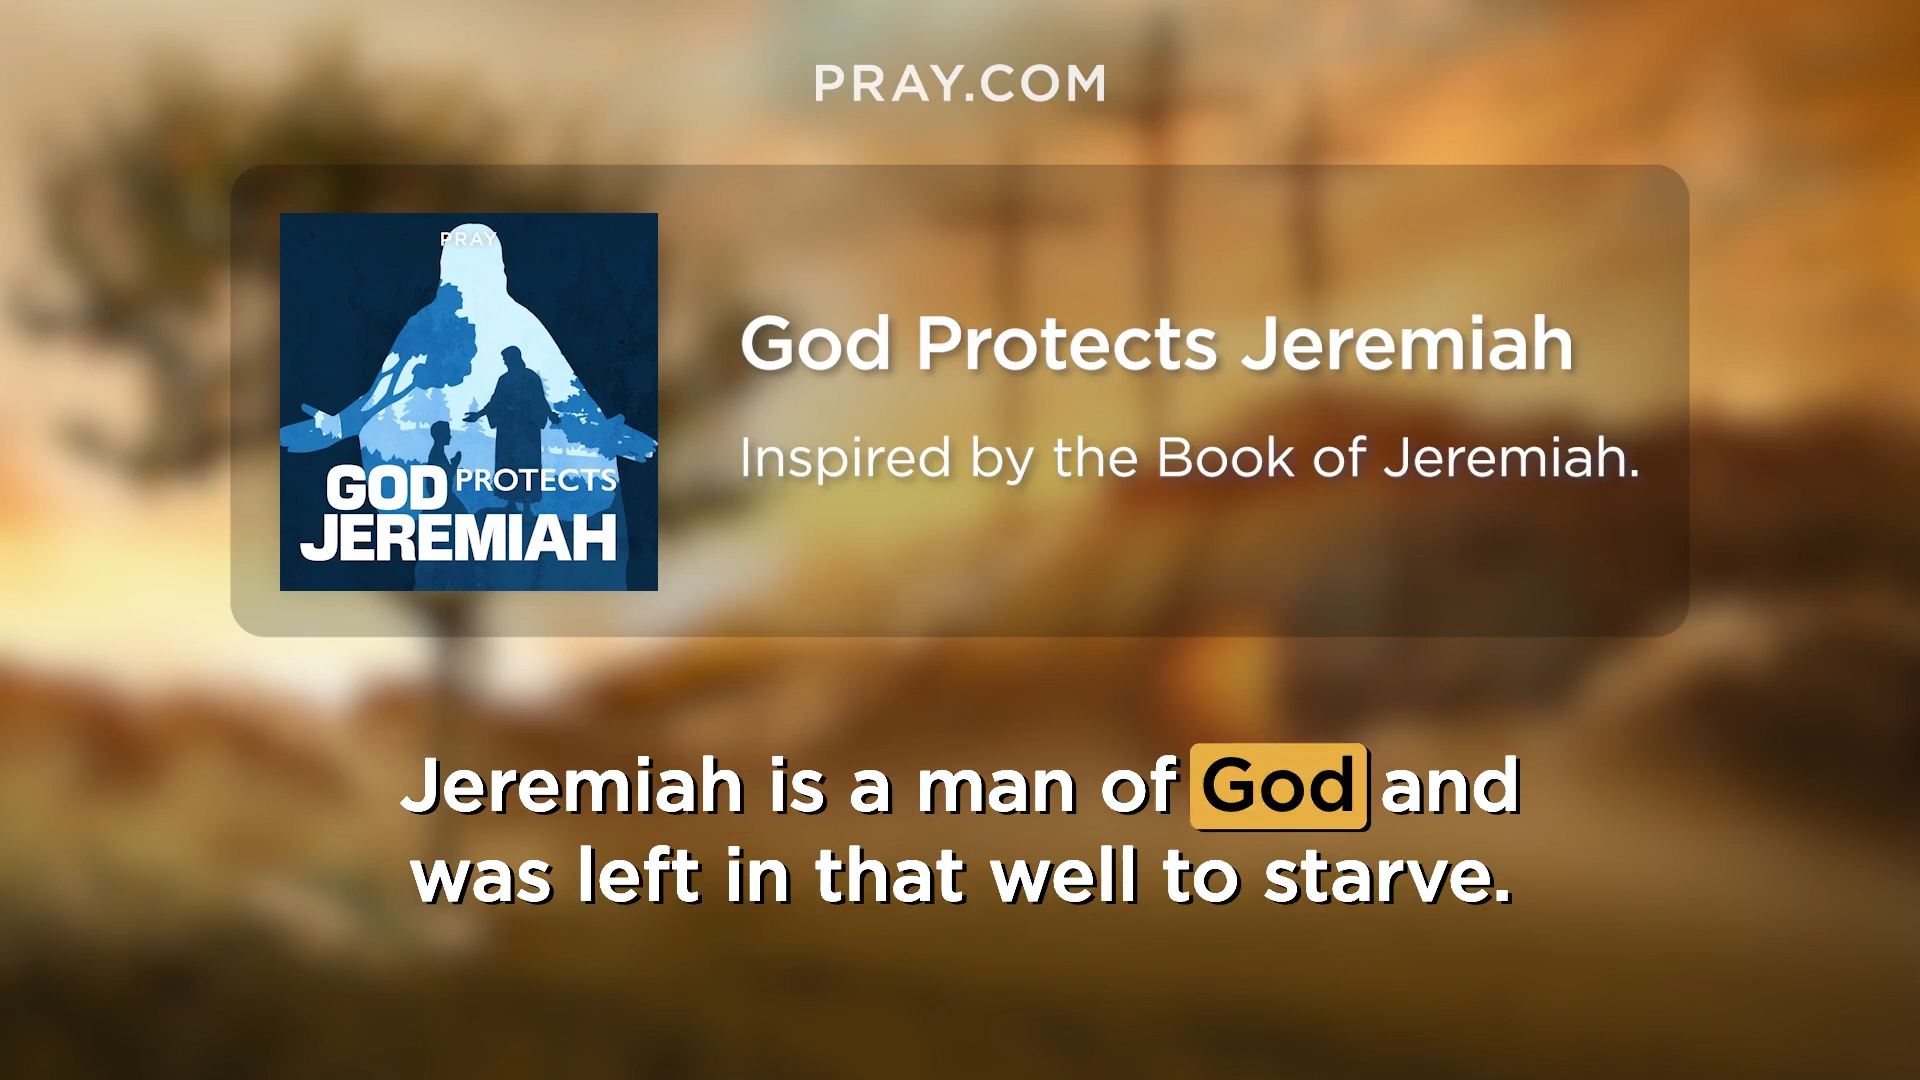 PRAY.COM
PRAY
GOD PROTECTS
JEREMIAH
God Protects Jeremiah
Inspired by the Book of Jeremiah.
Jeremiah is a man of God and
was left in that well to starve.